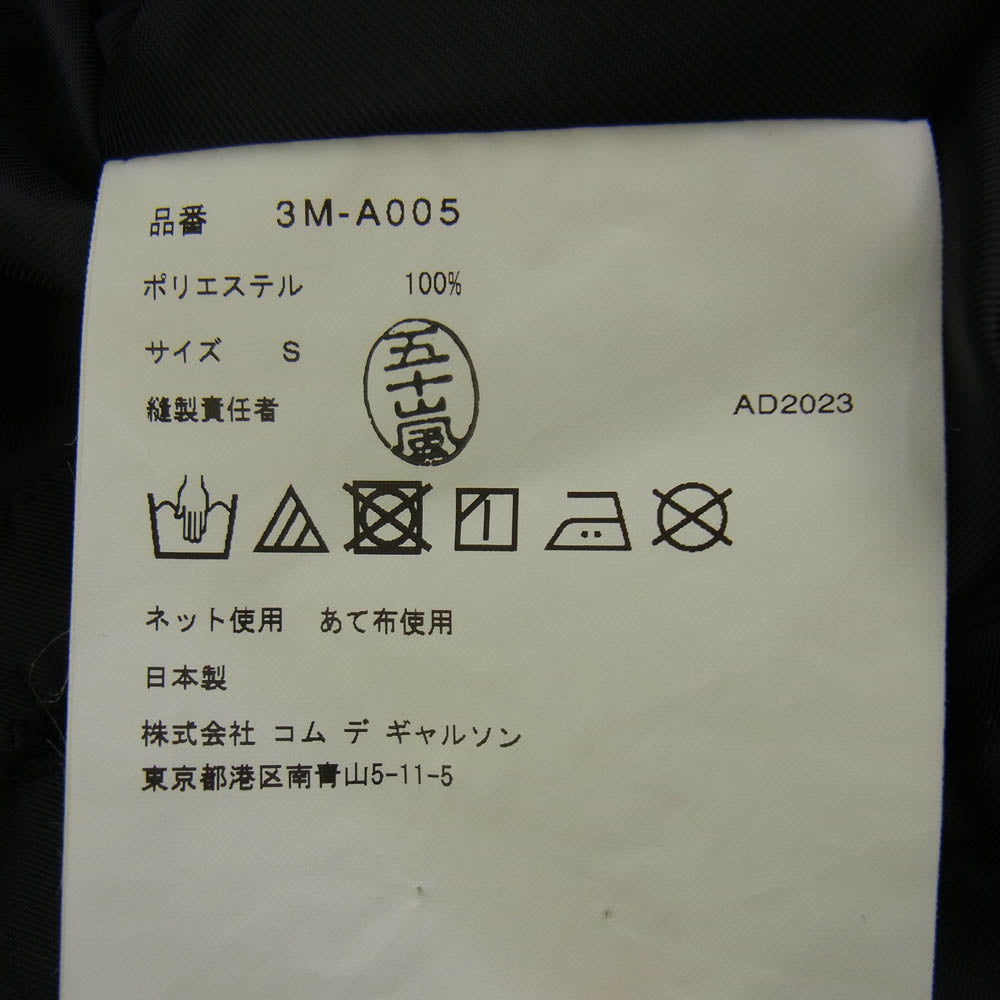 品番 3M-A005
ポリエステル 100%
サイズ S
縫製責任者 五十嵐
AD2023
ネット使用 あて布使用
日本製
株式会社 コム デ ギャルソン
東京都港区南青山5-11-5